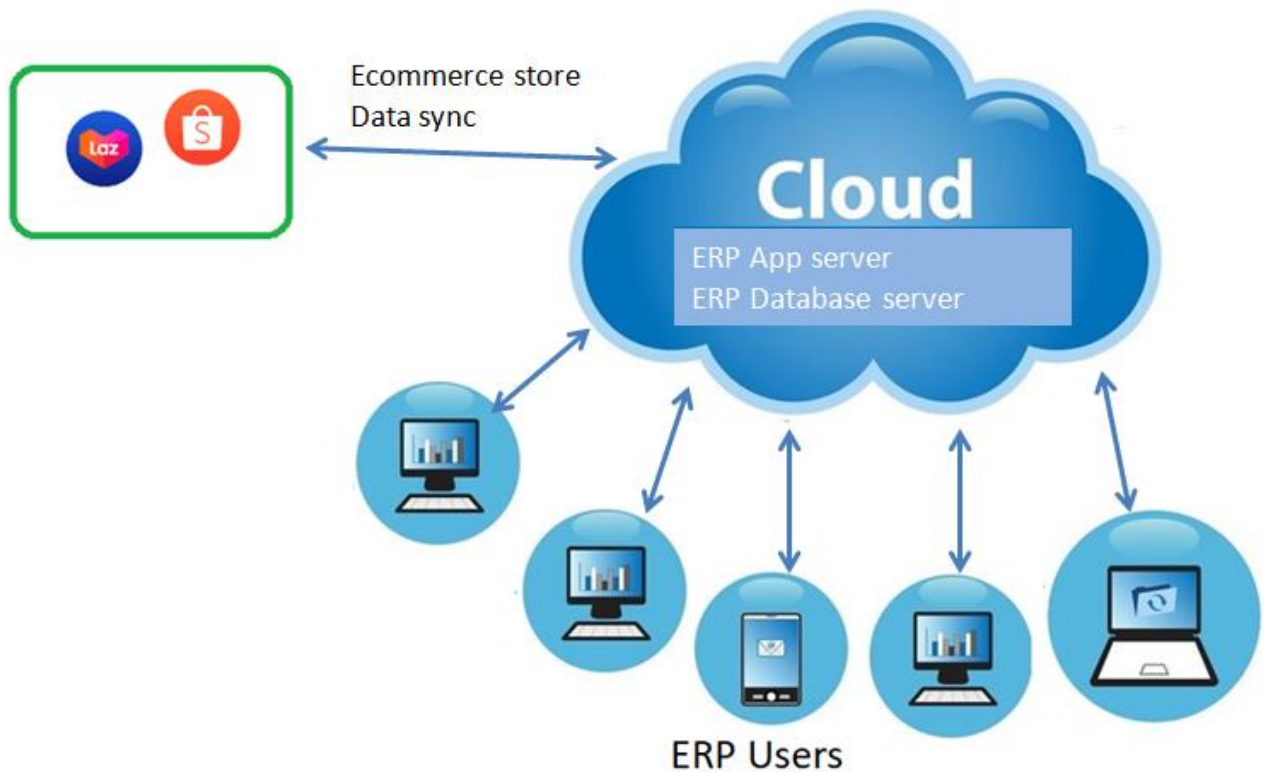 Ecommerce store
Data sync
Laz
S
Cloud
ERP App server
ERP Database server
ERP Users